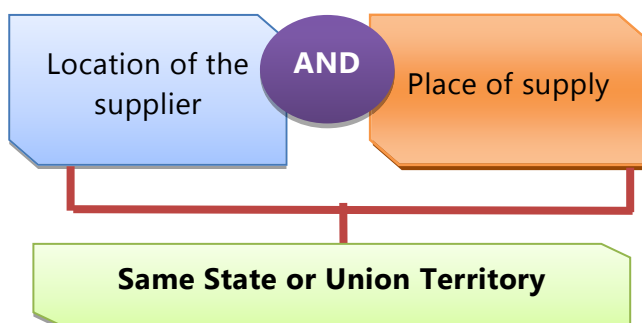 Location of the
supplier
AND
Place of supply
Same State or Union Territory